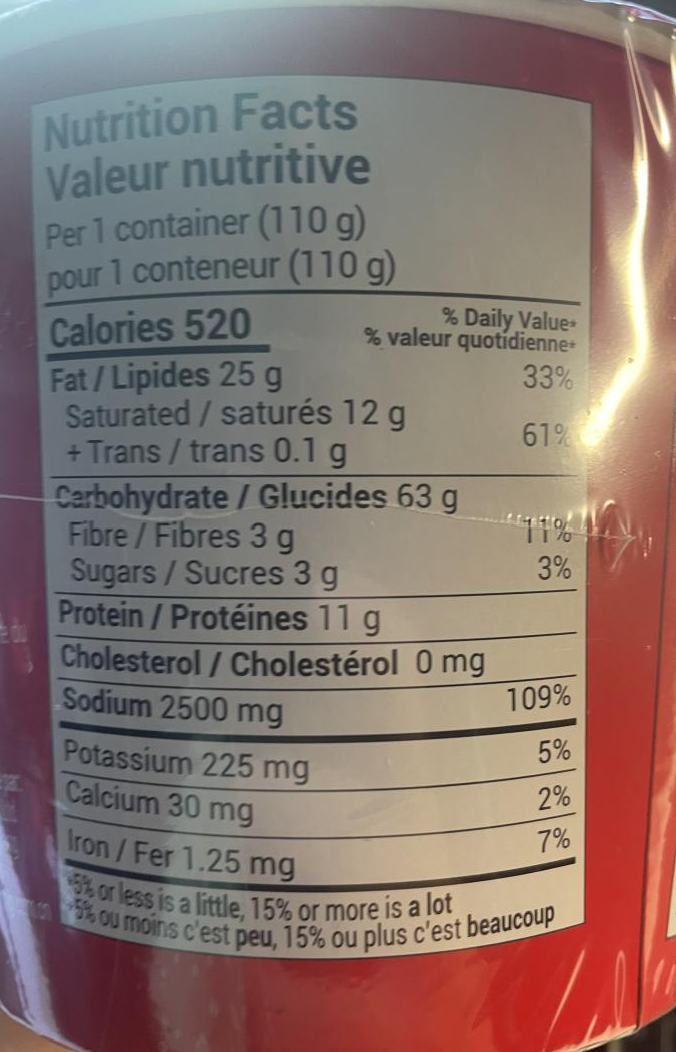 Nutrition Facts
Valeur nutritive
Per 1 container (110 g)
pour 1 conteneur (110 g)
Calories 520
% Daily Value*
% valeur quotidienne*
Fat / Lipides 25 g 33%
Saturated / saturés 12 g
+ Trans / trans 0.1 g 61%
Carbohydrate / Glucides 63 g
Fibre / Fibres 3 g 11%
Sugars / Sucres 3 g 3%
Protein / Protéines 11 g
Cholesterol / Cholestérol 0 mg
Sodium 2500 mg 109%
Potassium 225 mg 5%
Calcium 30 mg 2%
Iron / Fer 1.25 mg 7%
*5% or less is a little, 15% or more is a lot
*5% ou moins c'est peu, 15% ou plus c'est beaucoup